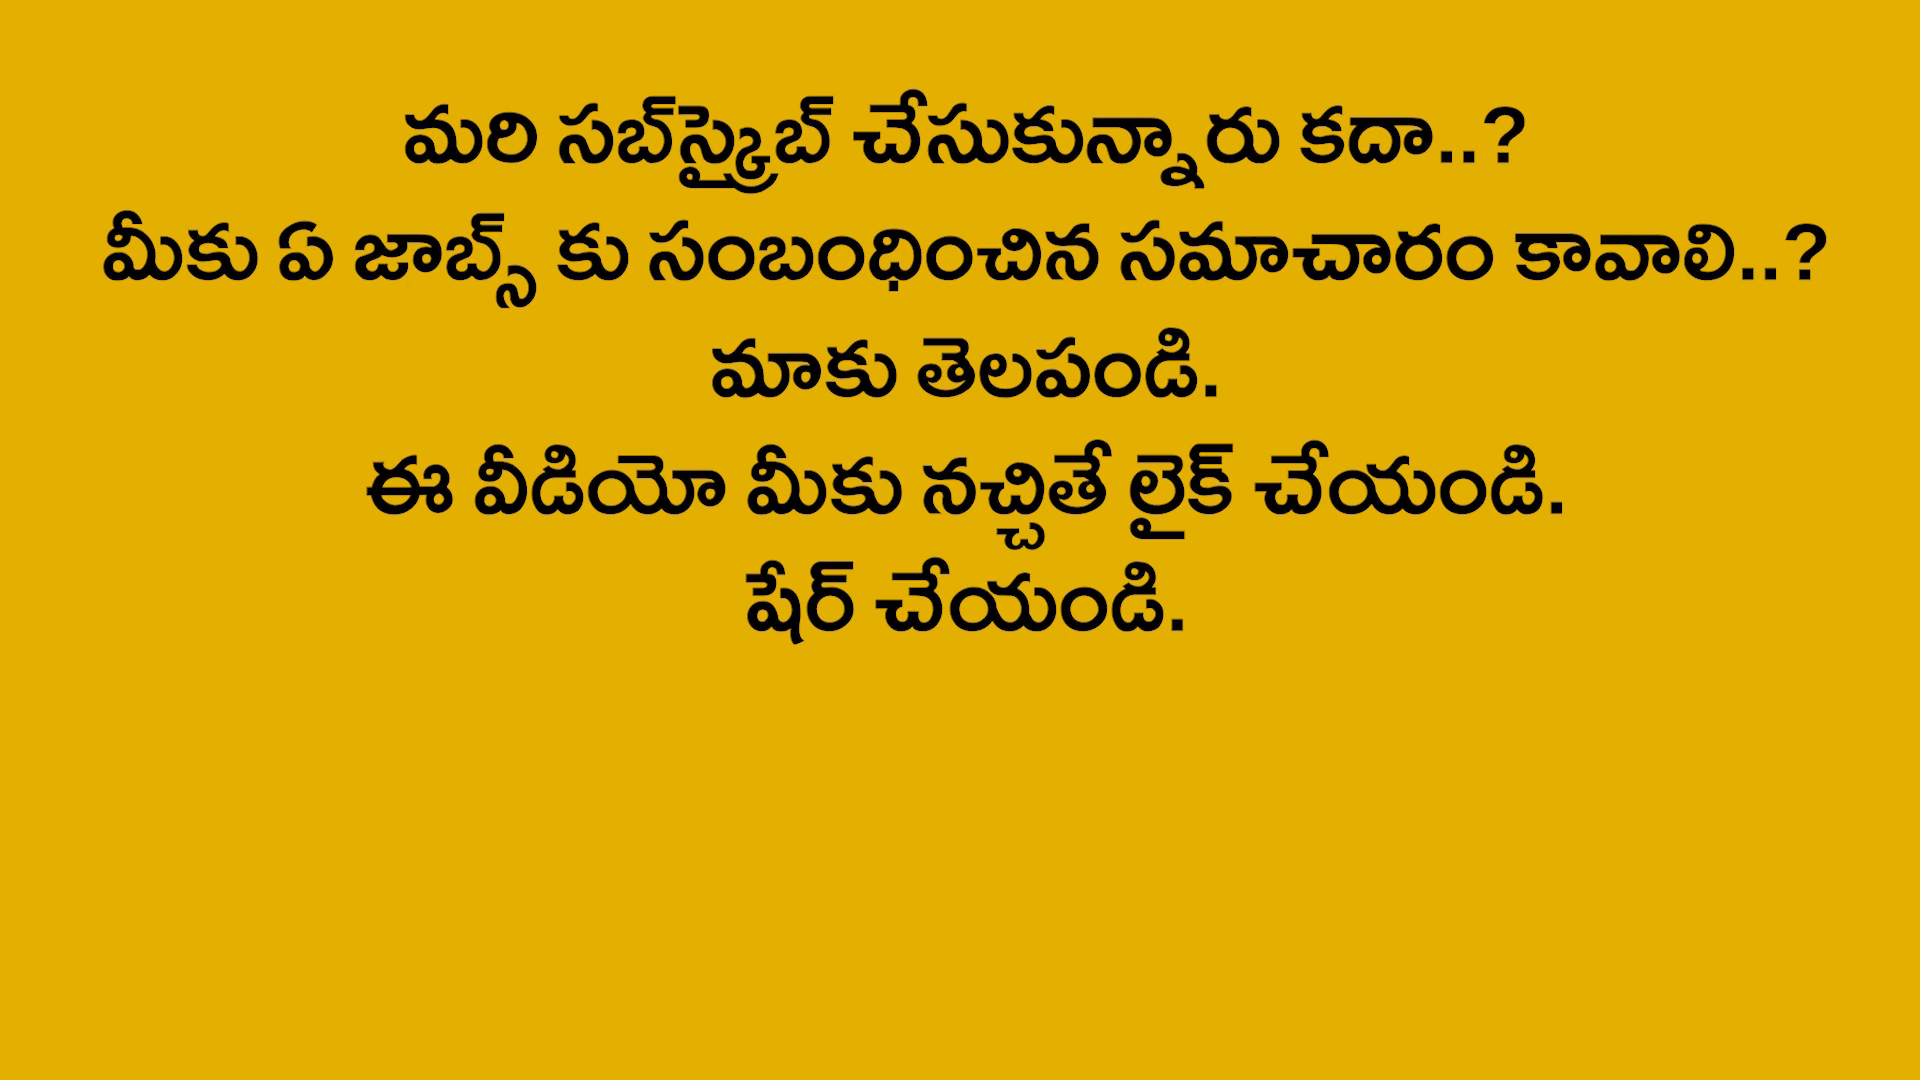 మరి సబ్‌స్క్రైబ్ చేసుకున్నారు కదా..?
మీకు ఏ జాబ్స్ కు సంబంధించిన సమాచారం కావాలి..?
మాకు తెలపండి.
ఈ వీడియో మీకు నచ్చితే లైక్ చేయండి.
షేర్ చేయండి.